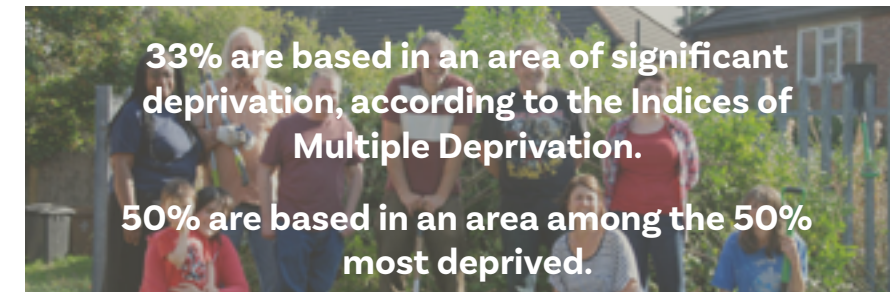 33% are based in an area of significant
deprivation, according to the Indices of
Multiple Deprivation.
50% are based in an area among the 50%
most deprived.